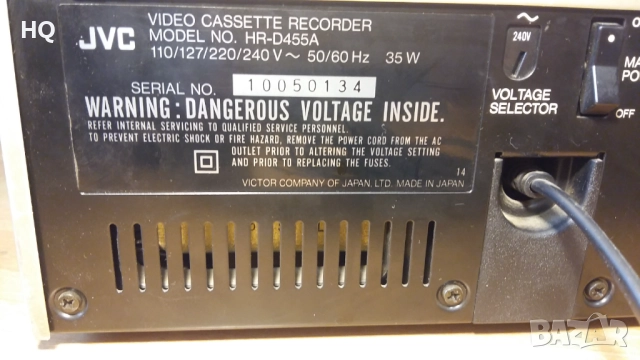 HQ
JVC
VIDEO CASSETTE RECORDER
MODEL NO. HR-D455A
110/127/220/240 V ~ 50/60 Hz 35 W
SERIAL NO. 10050134
WARNING: DANGEROUS VOLTAGE INSIDE.
REFER INTERNAL SERVICING TO QUALIFIED SERVICE PERSONNEL.
TO PREVENT ELECTRIC SHOCK OR FIRE HAZARD, REMOVE THE POWER CORD FROM THE AC
OUTLET PRIOR TO ALTERING THE VOLTAGE SETTING
AND PRIOR TO REPLACING THE FUSES.
14
VICTOR COMPANY OF JAPAN, LTD. MADE IN JAPAN
~
240V
VOLTAGE
SELECTOR
OFF
BAZAR